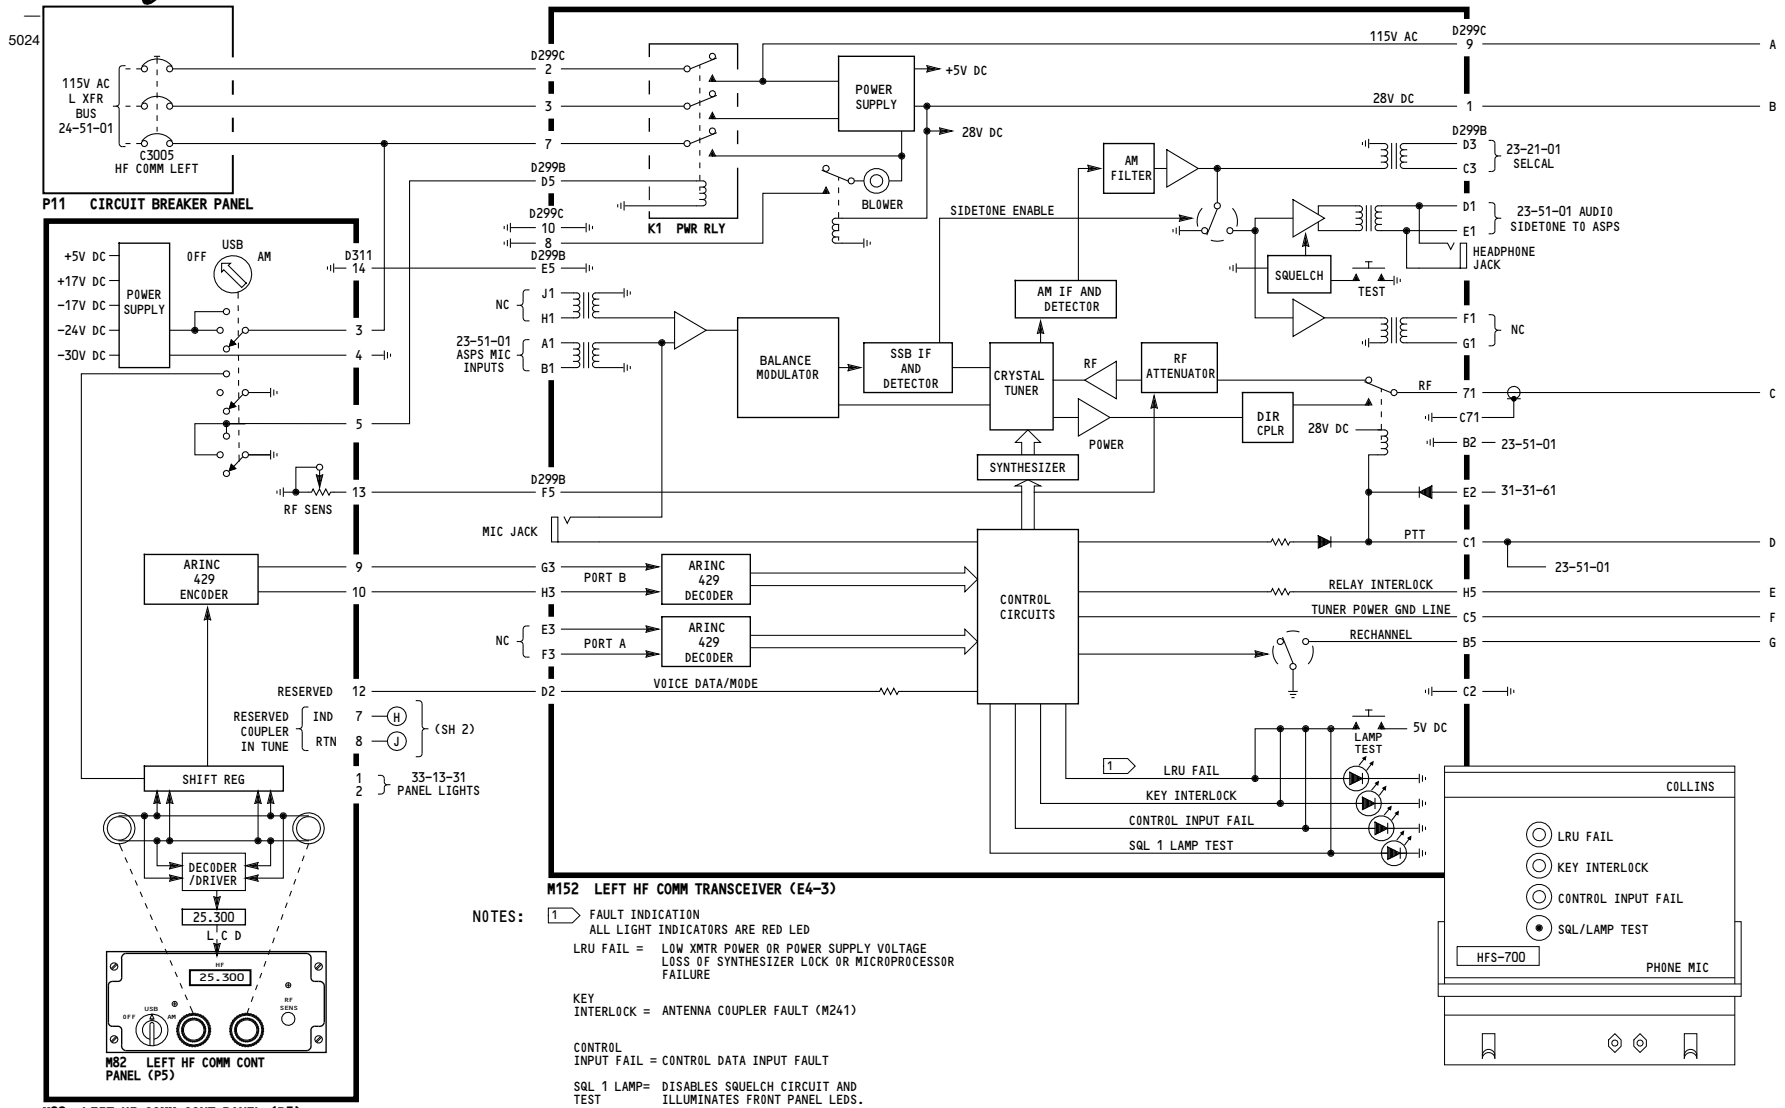 5024
115V AC
L XFR
BUS
24-51-01
C3005
HF COMM LEFT
P11 CIRCUIT BREAKER PANEL
D299C
2
3
7
D299B
D5
D299C
10
8
D299B
E5
K1 PWR RLY
POWER
SUPPLY
+5V DC
28V DC
BLOWER
115V AC
D299C
9
A
28V DC
1
B
D299B
D3
C3
23-21-01
SELCAL
AM
FILTER
SIDETONE ENABLE
D1
E1
23-51-01 AUDIO
SIDETONE TO ASPS
HEADPHONE
JACK
SQUELCH
TEST
F1
G1
NC
+5V DC
+17V DC
-17V DC
-24V DC
-30V DC
POWER
SUPPLY
USB
OFF
AM
D311
14
3
4
5
13
RF SENS
NC
J1
H1
23-51-01
ASPS MIC
INPUTS
A1
B1
BALANCE
MODULATOR
SSB IF
AND
DETECTOR
AM IF AND
DETECTOR
CRYSTAL
TUNER
RF
RF
ATTENUATOR
POWER
DIR
CPLR
RF
71
C
C71
28V DC
B2
23-51-01
SYNTHESIZER
D299B
F5
E2
31-31-61
MIC JACK
PTT
C1
D
23-51-01
ARINC
429
ENCODER
9
10
G3
H3
PORT B
ARINC
429
DECODER
NC
E3
F3
PORT A
ARINC
429
DECODER
CONTROL
CIRCUITS
RELAY INTERLOCK
H5
E
TUNER POWER GND LINE
C5
F
RECHANNEL
B5
G
RESERVED
12
D2
VOICE DATA/MODE
C2
RESERVED
COUPLER
IN TUNE
IND
7
H
RTN
8
J
(SH 2)
1
2
33-13-31
PANEL LIGHTS
SHIFT REG
DECODER
/DRIVER
25.300
L C D
LAMP
TEST
5V DC
1
LRU FAIL
KEY INTERLOCK
CONTROL INPUT FAIL
SQL 1 LAMP TEST
M152 LEFT HF COMM TRANSCEIVER (E4-3)
COLLINS
LRU FAIL
KEY INTERLOCK
CONTROL INPUT FAIL
SQL/LAMP TEST
HFS-700
PHONE MIC
HF
25.300
USB
OFF
AM
RF
SENS
M82 LEFT HF COMM CONT
PANEL (P5)
NOTES:
1 FAULT INDICATION
ALL LIGHT INDICATORS ARE RED LED
LRU FAIL = LOW XMTR POWER OR POWER SUPPLY VOLTAGE
LOSS OF SYNTHESIZER LOCK OR MICROPROCESSOR
FAILURE
KEY
INTERLOCK = ANTENNA COUPLER FAULT (M241)
CONTROL
INPUT FAIL = CONTROL DATA INPUT FAULT
SQL 1 LAMP= DISABLES SQUELCH CIRCUIT AND
TEST ILLUMINATES FRONT PANEL LEDS.